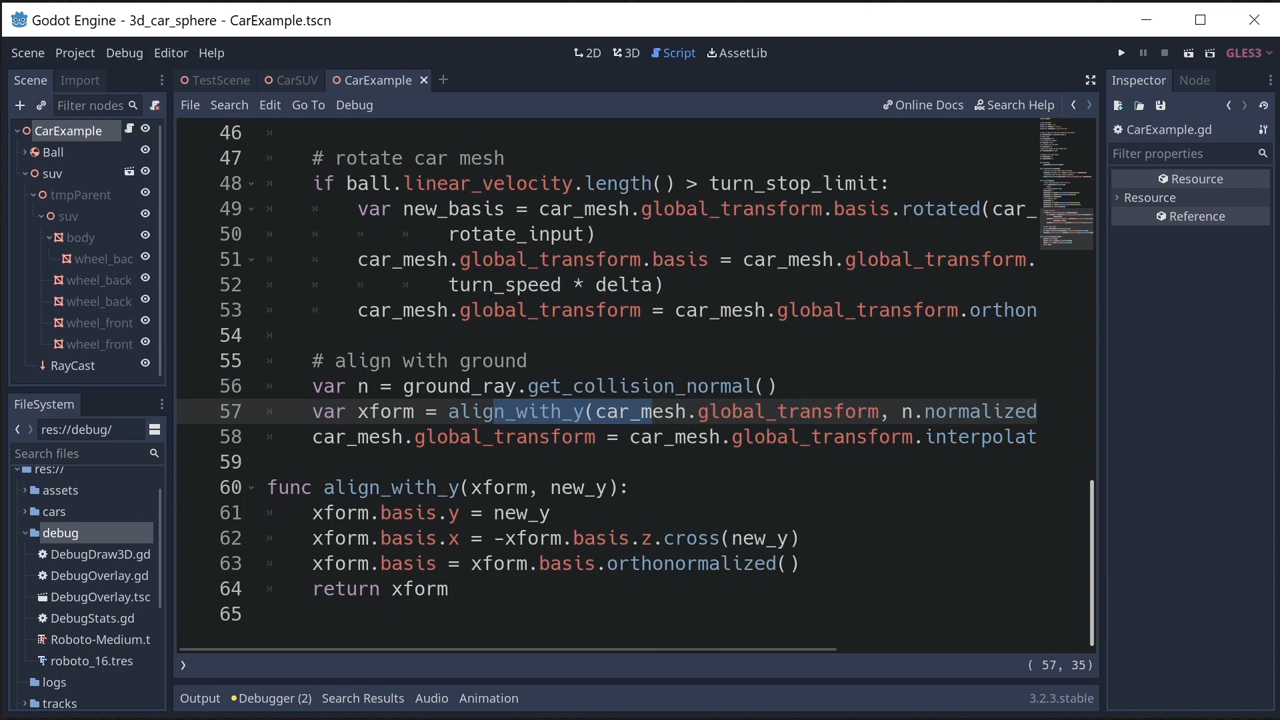 Godot Engine - 3d_car_sphere - CarExample.tscn
Scene Project Debug Editor Help
2D 3D Script AssetLib
GLES3
Scene Import
Filter nodes
CarExample
Ball
suv
tmpParent
suv
body
wheel_bac
wheel_back
wheel_back
wheel_front
wheel_front
RayCast
FileSystem
res://debug/
Search files
res://
assets
cars
debug
DebugDraw3D.gd
DebugOverlay.gd
DebugOverlay.tsc
DebugStats.gd
Roboto-Medium.t
roboto_16.tres
logs
tracks
TestScene CarSUV CarExample
File Search Edit Go To Debug
Online Docs Search Help
46
47 # rotate car mesh
48 if ball.linear_velocity.length() > turn_stop_limit:
49 var new_basis = car_mesh.global_transform.basis.rotated(car_
50 rotate_input)
51 car_mesh.global_transform.basis = car_mesh.global_transform.
52 turn_speed * delta)
53 car_mesh.global_transform = car_mesh.global_transform.orthon
54
55 # align with ground
56 var n = ground_ray.get_collision_normal()
57 var xform = align_with_y(car_mesh.global_transform, n.normalized
58 car_mesh.global_transform = car_mesh.global_transform.interpolat
59
60 func align_with_y(xform, new_y):
61 xform.basis.y = new_y
62 xform.basis.x = -xform.basis.z.cross(new_y)
63 xform.basis = xform.basis.orthonormalized()
64 return xform
65
( 57, 35)
Output Debugger (2) Search Results Audio Animation
3.2.3.stable
Inspector Node
CarExample.gd
Filter properties
Resource
Resource
Reference